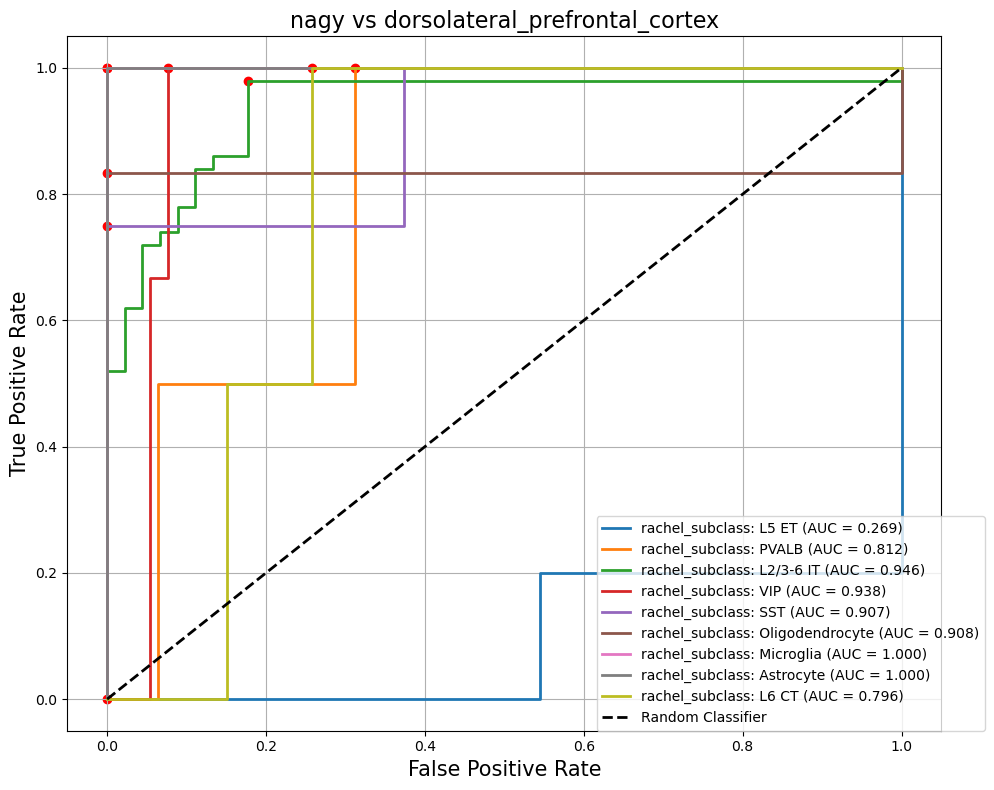 nagy vs dorsolateral_prefrontal_cortex
True Positive Rate
1.0
0.8
0.6
0.4
0.2
0.0
rachel_subclass: L5 ET (AUC = 0.269)
rachel_subclass: PVALB (AUC = 0.812)
rachel_subclass: L2/3-6 IT (AUC = 0.946)
rachel_subclass: VIP (AUC = 0.938)
rachel_subclass: SST (AUC = 0.907)
rachel_subclass: Oligodendrocyte (AUC = 0.908)
rachel_subclass: Microglia (AUC = 1.000)
rachel_subclass: Astrocyte (AUC = 1.000)
rachel_subclass: L6 CT (AUC = 0.796)
Random Classifier
0.0 0.2 0.4 0.6 0.8 1.0
False Positive Rate